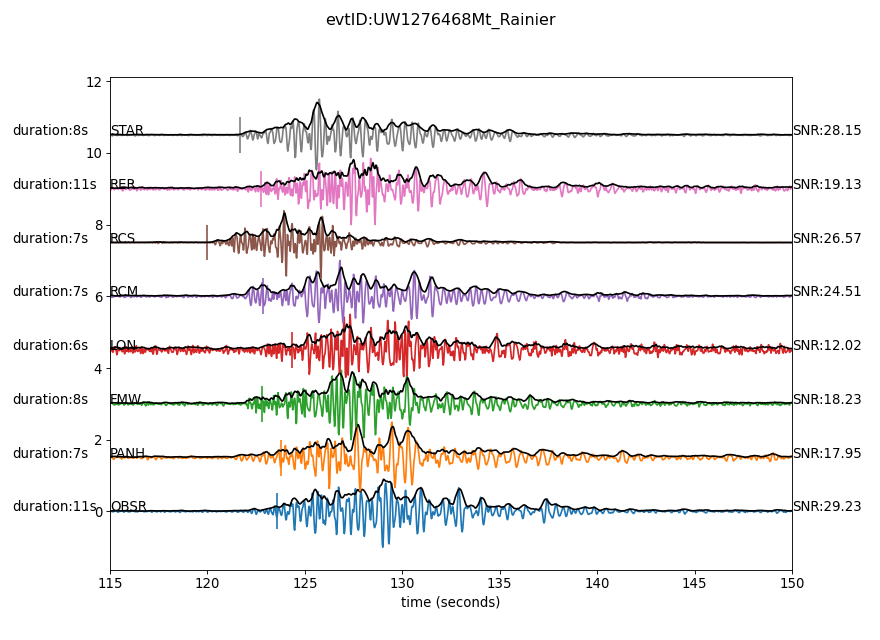 evtID:UW1276468Mt_Rainier
12
duration:8s STAR SNR:28.15
10
duration:11s RER SNR:19.13
8
duration:7s RCS SNR:26.57
duration:7s RCM SNR:24.51
6
duration:6s LON SNR:12.02
4
duration:8s FMW SNR:18.23
2
duration:7s PANH SNR:17.95
duration:11s OBSR SNR:29.23
0
115 120 125 130 135 140 145 150
time (seconds)